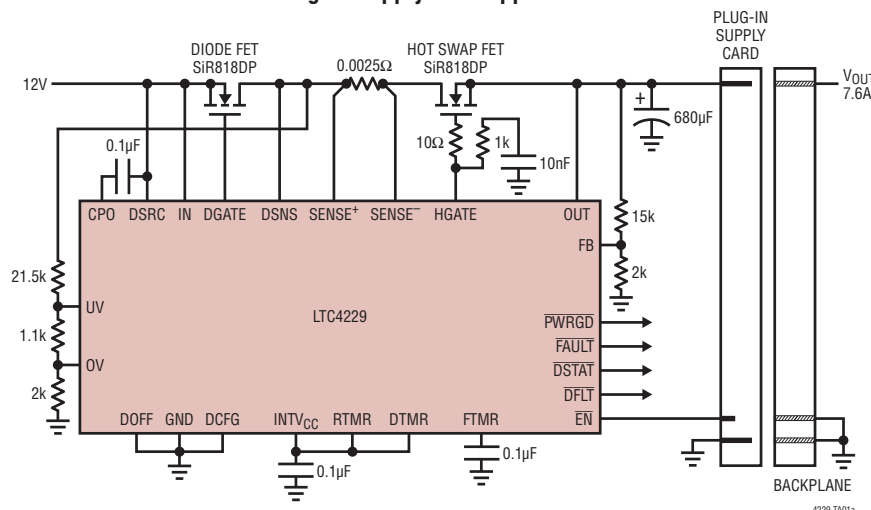 PLUG-IN
SUPPLY
CARD
DIODE FET
SiR818DP
0.0025Ω
HOT SWAP FET
SiR818DP
12V
VOUT
7.6A
+
680µF
0.1µF
10Ω
1k
10nF
CPO DSRC IN DGATE DSNS SENSE+ SENSE– HGATE OUT
15k
FB
2k
21.5k
UV
LTC4229
PWRGD
1.1k
FAULT
OV
DSTAT
2k
DFLT
EN
DOFF GND DCFG INTVCC RTMR DTMR FTMR
0.1µF
0.1µF
BACKPLANE
4229 TA01a